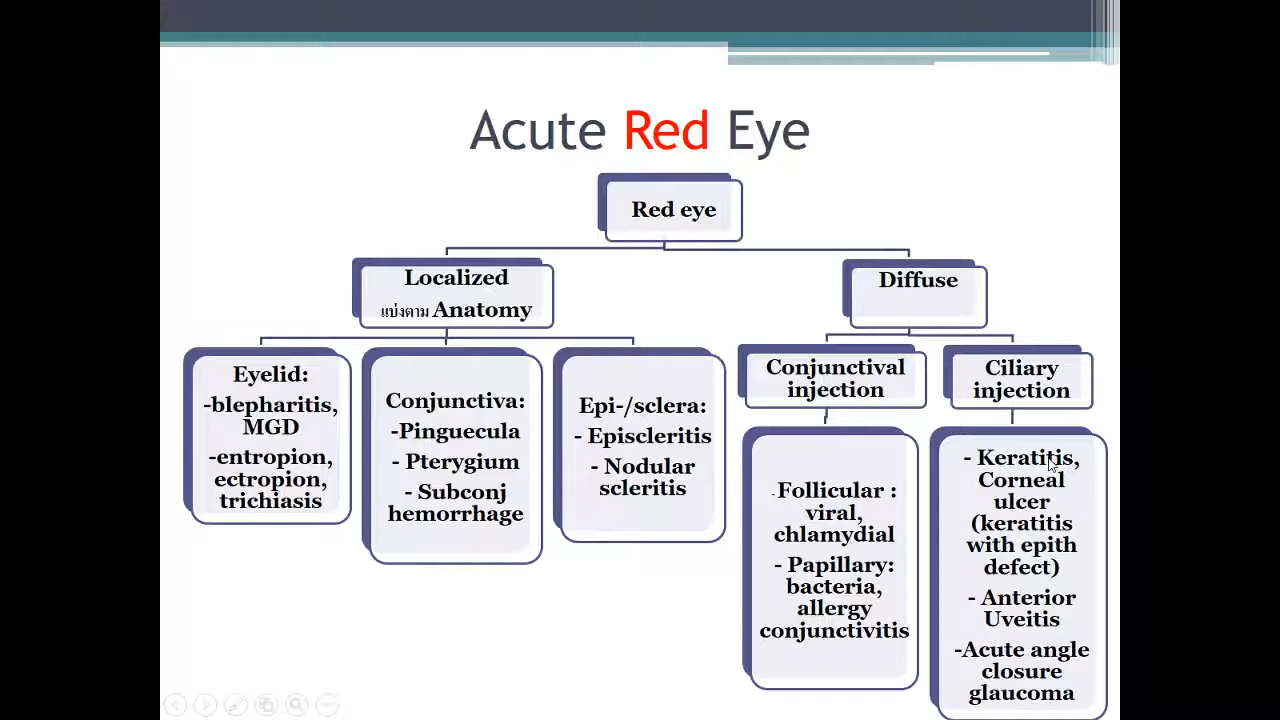 Acute Red Eye
Red eye
Localized
แบ่งตาม Anatomy
Diffuse
Eyelid:
-blepharitis,
MGD
-entropion,
ectropion,
trichiasis
Conjunctiva:
-Pinguecula
- Pterygium
- Subconj
hemorrhage
Epi-/sclera:
- Episcleritis
- Nodular
scleritis
Conjunctival
injection
- Follicular :
viral,
chlamydial
- Papillary:
bacteria,
allergy
conjunctivitis
Ciliary
injection
- Keratitis,
Corneal
ulcer
(keratitis
with epith
defect)
- Anterior
Uveitis
-Acute angle
closure
glaucoma